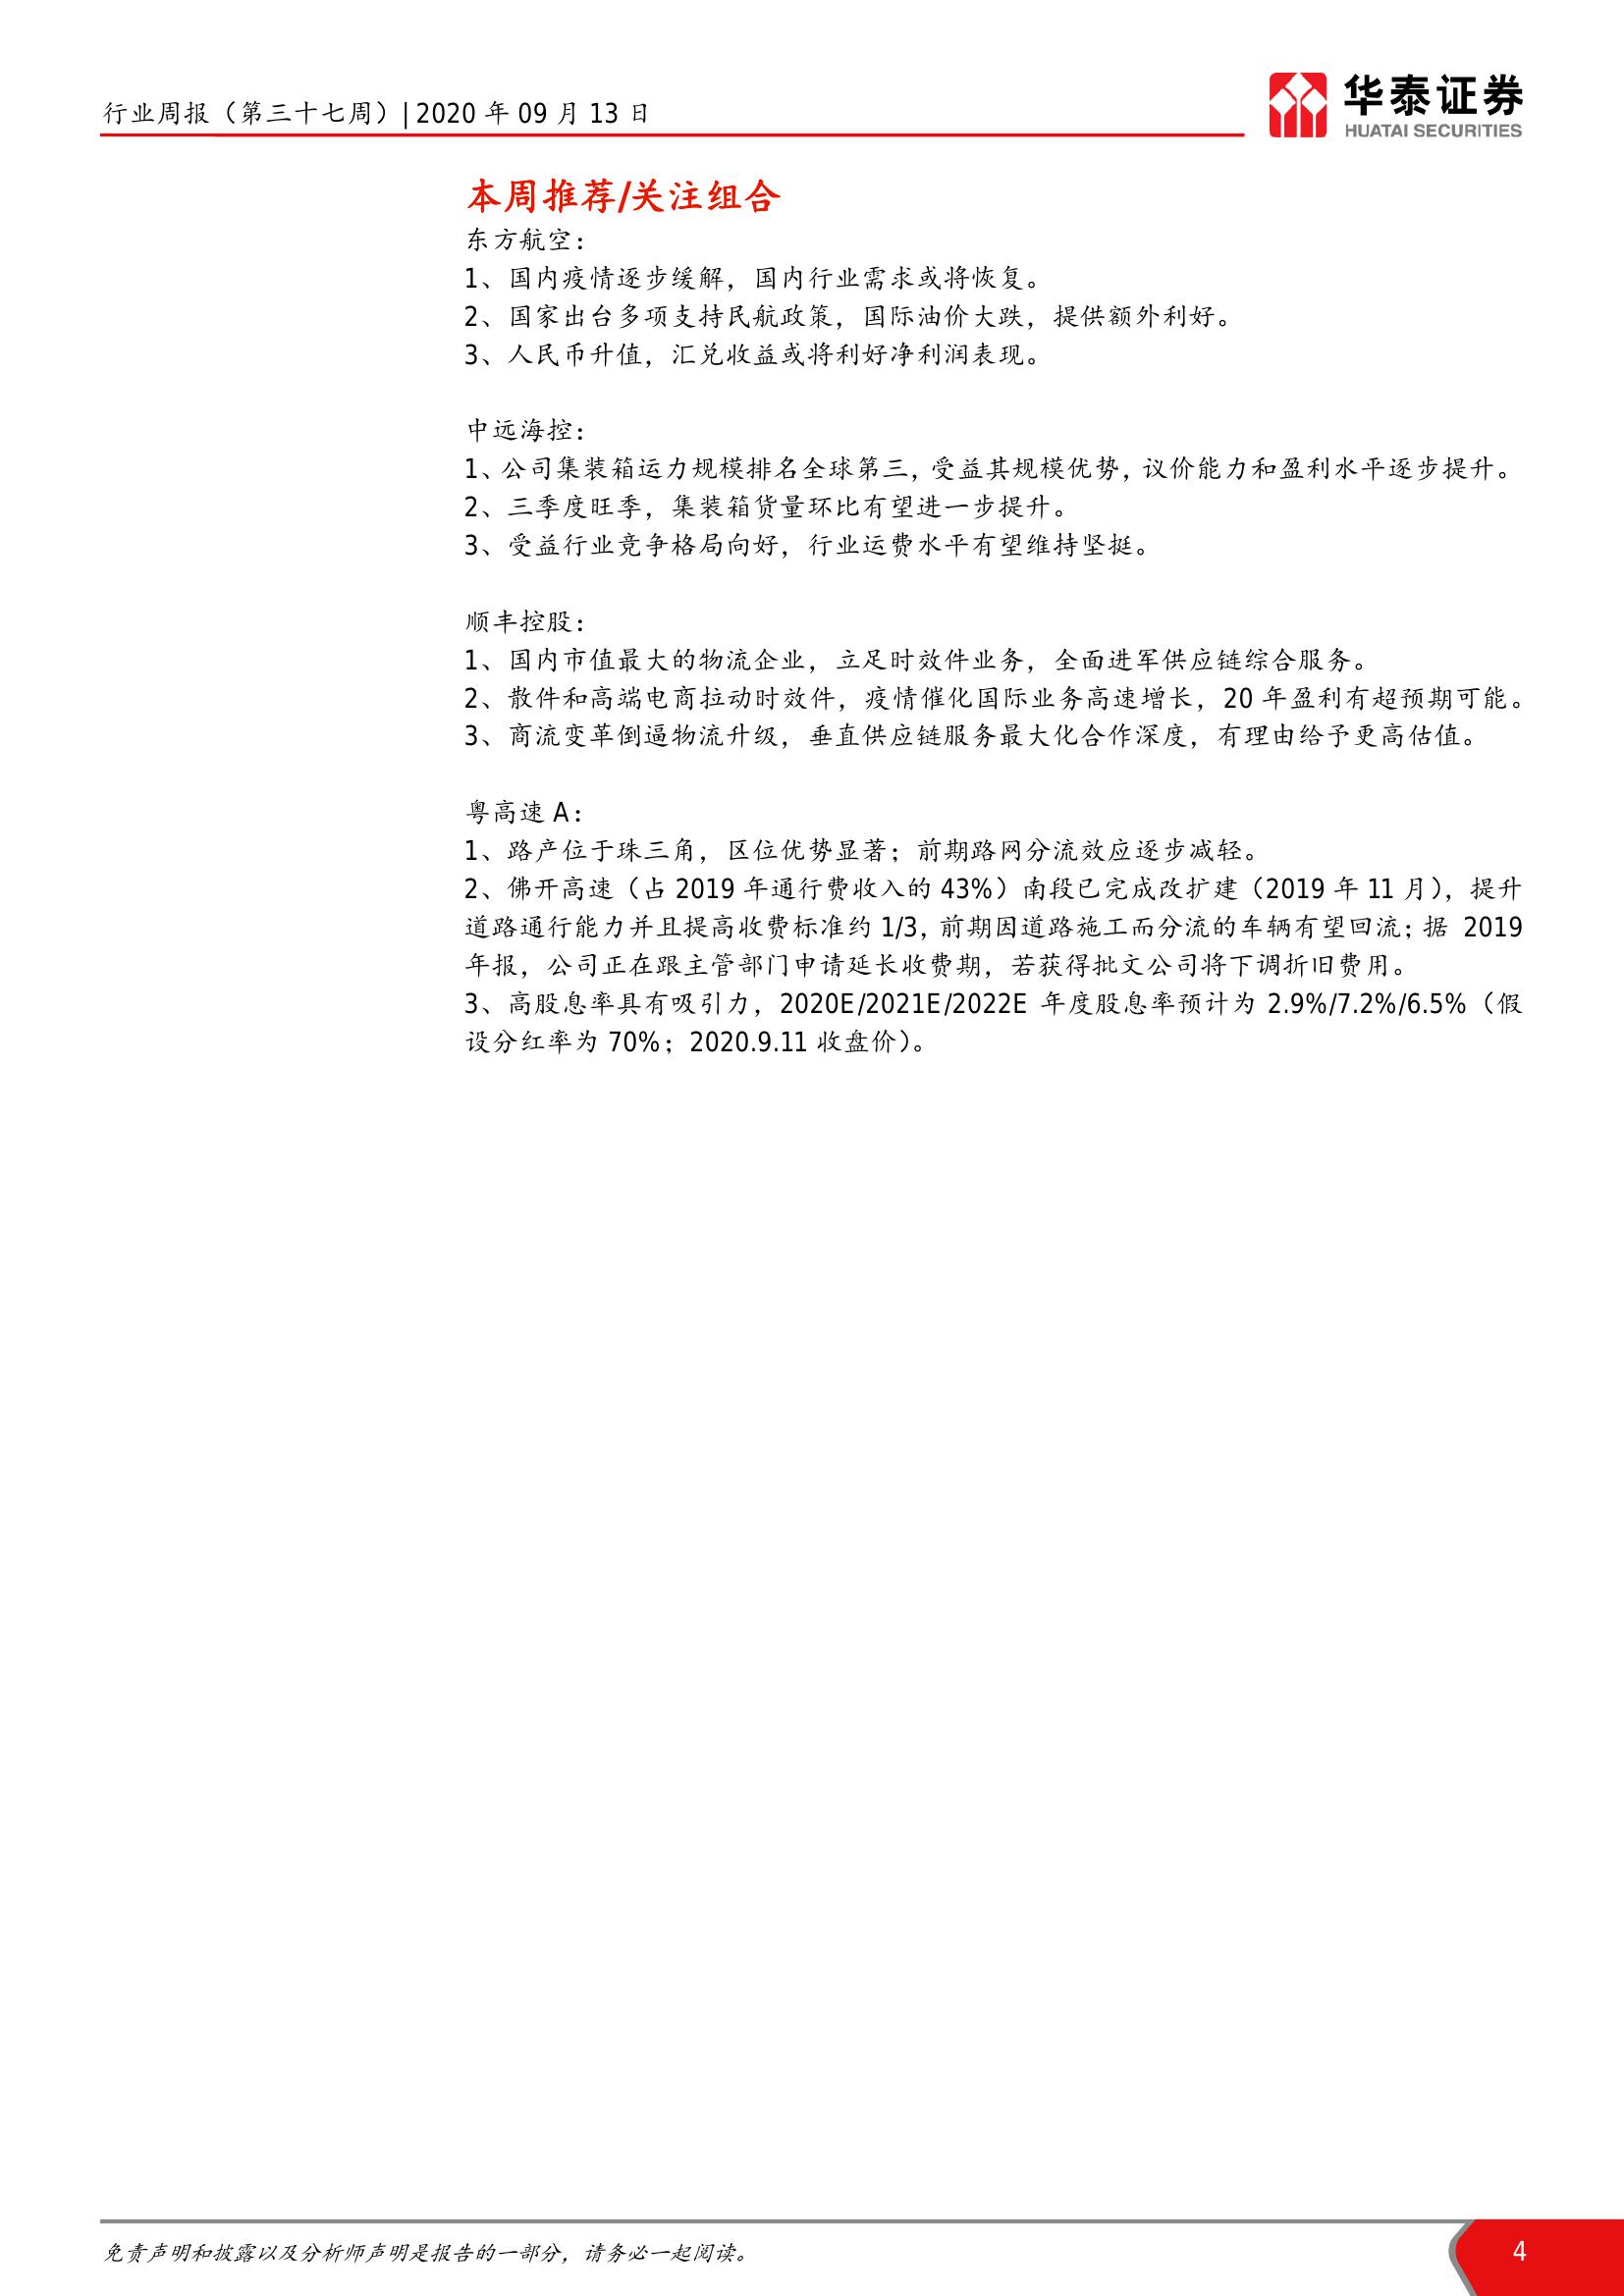 行业周报（第三十七周）| 2020 年 09 月 13 日
华泰证券
HUATAI SECURITIES
本周推荐/关注组合
东方航空：
1、国内疫情逐步缓解，国内行业需求或将恢复。
2、国家出台多项支持民航政策，国际油价大跌，提供额外利好。
3、人民币升值，汇兑收益或将利好净利润表现。
中远海控：
1、公司集装箱运力规模排名全球第三，受益其规模优势，议价能力和盈利水平逐步提升。
2、三季度旺季，集装箱货量环比有望进一步提升。
3、受益行业竞争格局向好，行业运费水平有望维持坚挺。
顺丰控股：
1、国内市值最大的物流企业，立足时效件业务，全面进军供应链综合服务。
2、散件和高端电商拉动时效件，疫情催化国际业务高速增长，20 年盈利有超预期可能。
3、商流变革倒逼物流升级，垂直供应链服务最大化合作深度，有理由给予更高估值。
粤高速 A：
1、路产位于珠三角，区位优势显著；前期路网分流效应逐步减轻。
2、佛开高速（占 2019 年通行费收入的 43%）南段已完成改扩建（2019 年 11 月），提升
道路通行能力并且提高收费标准约 1/3，前期因道路施工而分流的车辆有望回流；据 2019
年报，公司正在跟主管部门申请延长收费期，若获得批文公司将下调折旧费用。
3、高股息率具有吸引力，2020E/2021E/2022E 年度股息率预计为 2.9%/7.2%/6.5%（假
设分红率为 70%；2020.9.11 收盘价）。
免责声明和披露以及分析师声明是报告的一部分，请务必一起阅读。
4